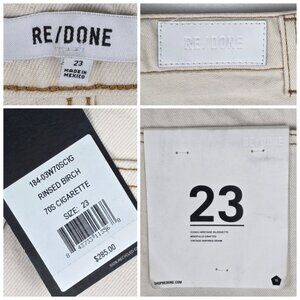 RE/DONE
23
MADE IN
MEXICO
RE/DONE
184-03W70SCIG
RINSED BIRCH
70S CIGARETTE
SIZE: 23
$285.00
23
SHOPREDONE.COM